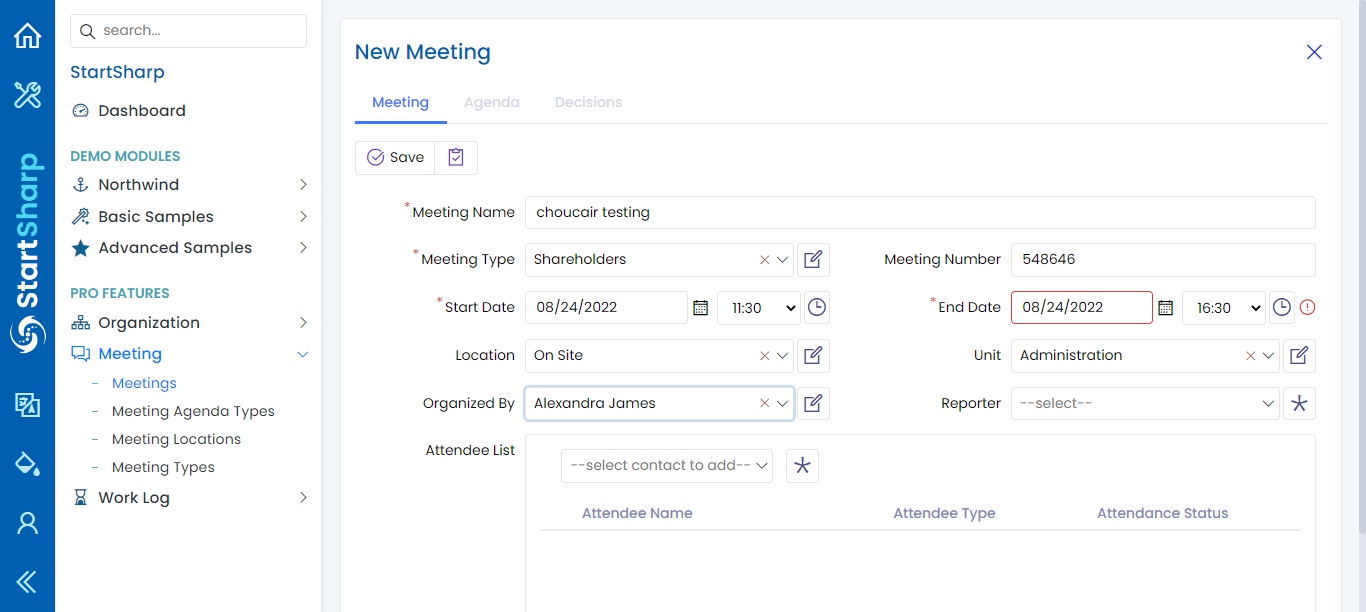 StartSharp
search...
StartSharp
Dashboard
DEMO MODULES
Northwind
Basic Samples
Advanced Samples
PRO FEATURES
Organization
Meeting
– Meetings
– Meeting Agenda Types
– Meeting Locations
– Meeting Types
Work Log
New Meeting
Meeting Agenda Decisions
Save
*Meeting Name choucair testing
*Meeting Type Shareholders Meeting Number 548646
*Start Date 08/24/2022 11:30 *End Date 08/24/2022 16:30
Location On Site Unit Administration
Organized By Alexandra James Reporter --select--
Attendee List
--select contact to add--
Attendee Name Attendee Type Attendance Status